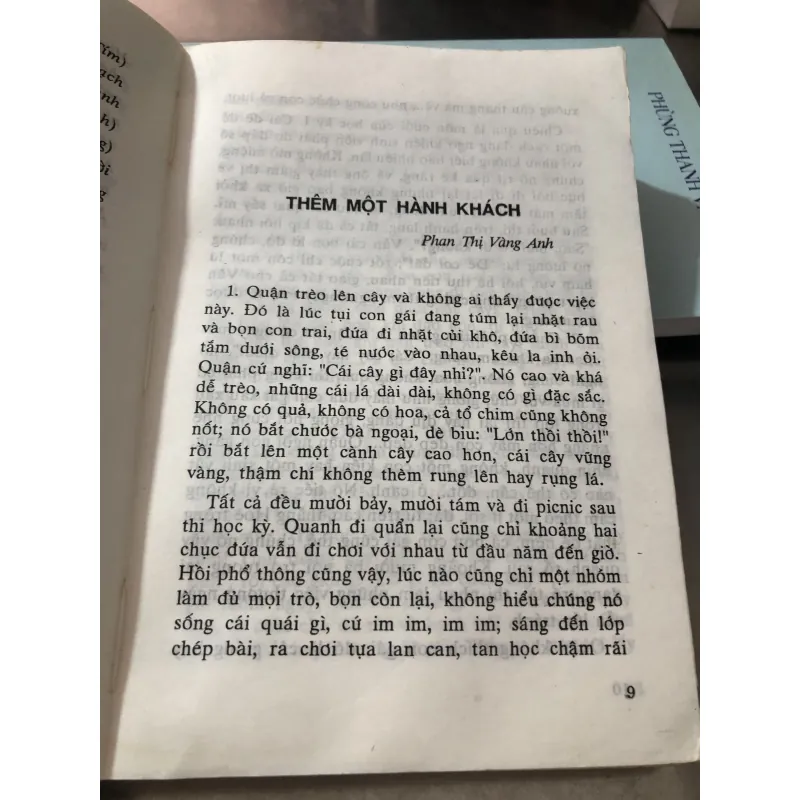 Tím)
ạch
anh
h)
g)
ời
g
PHÙNG THANH V
THÊM MỘT HÀNH KHÁCH
Phan Thị Vàng Anh
1. Quận trèo lên cây và không ai thấy được việc
này. Đó là lúc tụi con gái đang túm lại nhặt rau
và bọn con trai, đứa đi nhặt củi khô, đứa bì bõm
tắm dưới sông, té nước vào nhau, kêu la inh ỏi.
Quận cứ nghĩ: "Cái cây gì đây nhỉ?". Nó cao và khá
dễ trèo, những cái lá dài dài, không có gì đặc sắc.
Không có quả, không có hoa, cả tổ chim cũng không
nốt; nó bắt chước bà ngoại, dè bỉu: "Lớn thồi thồi!"
rồi bắt lên một cành cây cao hơn, cái cây vững
vàng, thậm chí không thèm rung lên hay rụng lá.
Tất cả đều mười bảy, mười tám và đi picnic sau
thi học kỳ. Quanh đi quẩn lại cũng chỉ khoảng hai
chục đứa vẫn đi chơi với nhau từ đầu năm đến giờ.
Hồi phổ thông cũng vậy, lúc nào cũng chỉ một nhóm
làm đủ mọi trò, bọn còn lại, không hiểu chúng nó
sống cái quái gì, cứ im im, im im; sáng đến lớp
chép bài, ra chơi tựa lan can, tan học chậm rãi
9